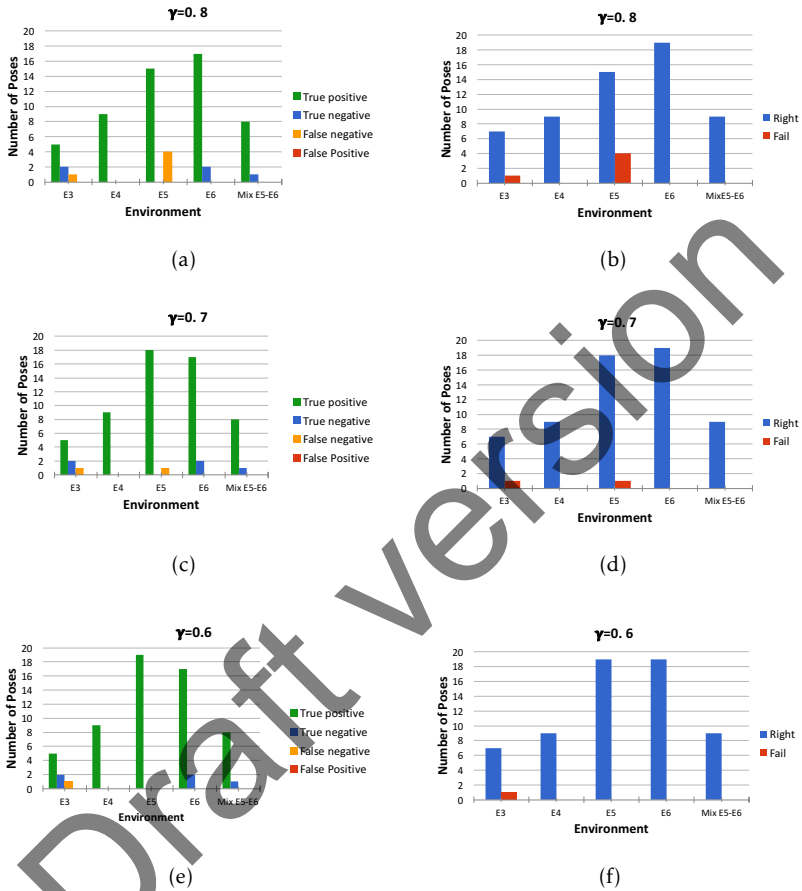 γ=0. 8
Number of Poses
20
18
16
14
12
10
8
6
4
2
0
E3 E4 E5 E6 Mix E5-E6
Environment
True positive
True negative
False negative
False Positive
(a)
γ=0. 8
Number of Poses
20
18
16
14
12
10
8
6
4
2
0
E3 E4 E5 E6 MixE5-E6
Environment
Right
Fail
(b)
γ=0. 7
Number of Poses
20
18
16
14
12
10
8
6
4
2
0
E3 E4 E5 E6 Mix E5-E6
Environment
True positive
True negative
False negative
False Positive
(c)
γ=0. 7
Number of Poses
20
18
16
14
12
10
8
6
4
2
0
E3 E4 E5 E6 Mix E5-E6
Environment
Right
Fail
(d)
γ=0.6
Number of Poses
20
18
16
14
12
10
8
6
4
2
0
E3 E4 E5 E6 Mix E5-E6
Environment
True positive
True negative
False negative
False Positive
(e)
γ=0. 6
Number of Poses
20
18
16
14
12
10
8
6
4
2
0
E3 E4 E5 E6 Mix E5-E6
Environment
Right
Fail
(f)
Draft version